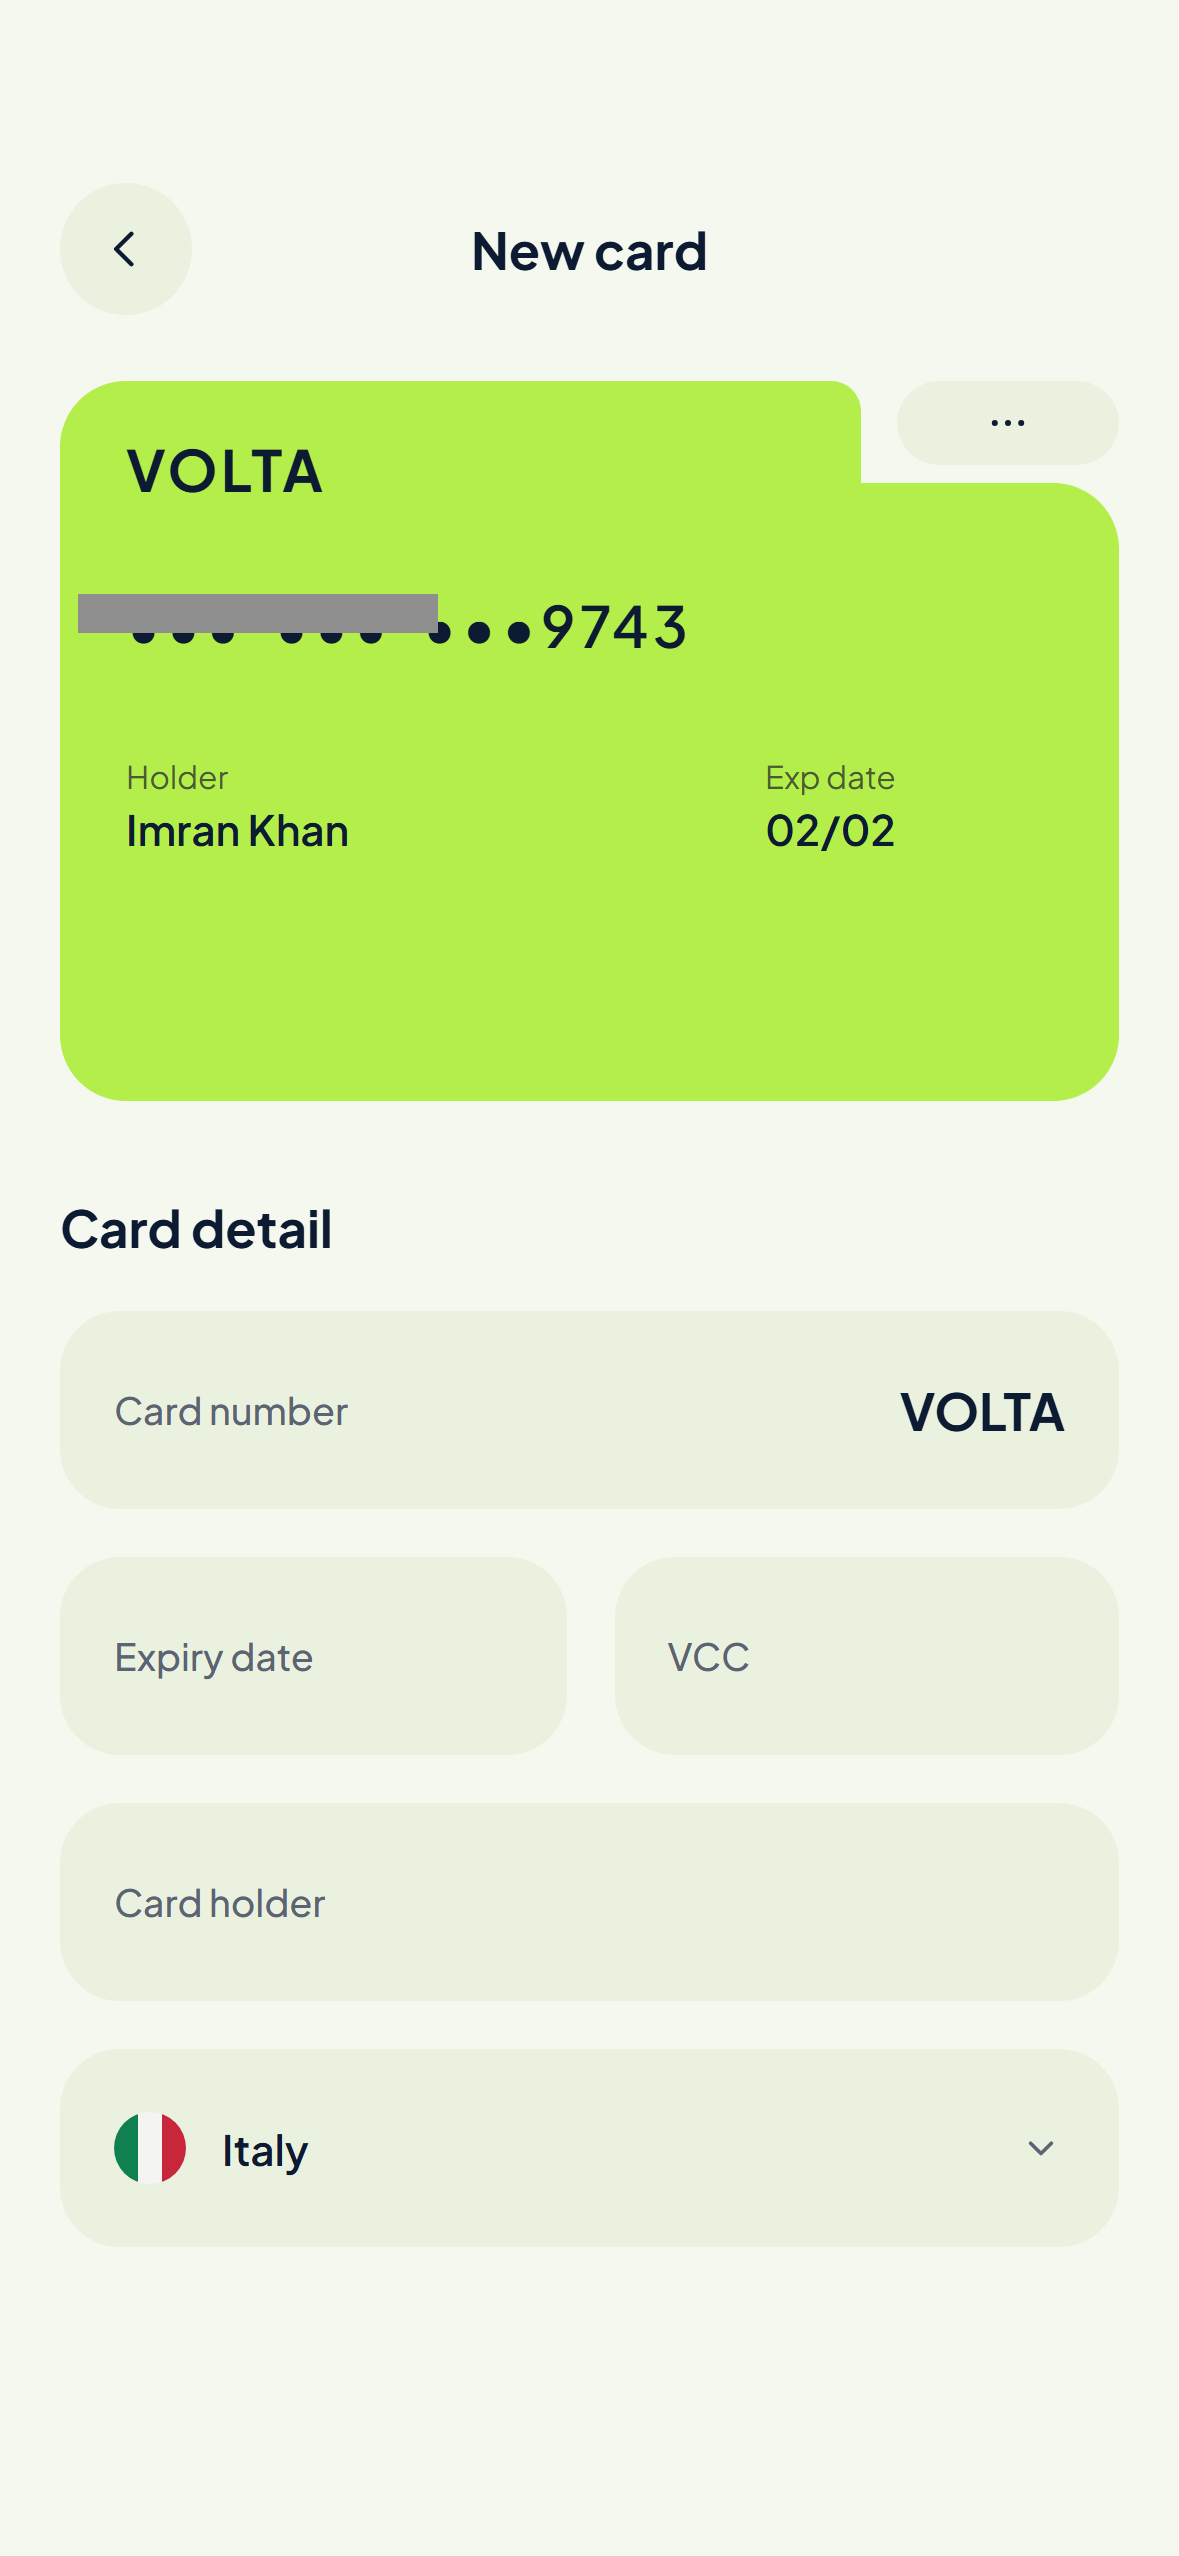 New card
VOLTA
••• ••• •••9743
Holder
Exp date
Imran Khan
02/02
Card detail
Card number
VOLTA
Expiry date
VCC
Card holder
Italy